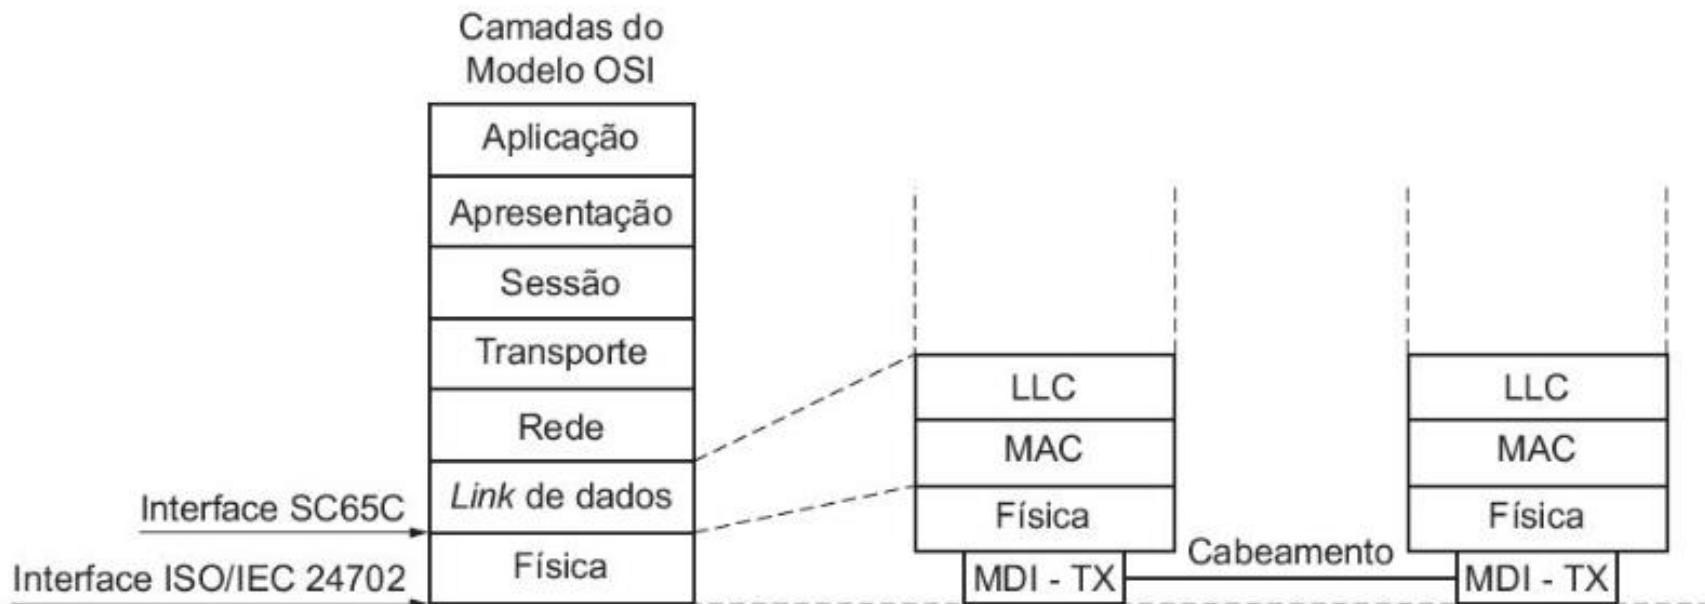 Camadas do
Modelo OSI
Aplicação
Apresentação
Sessão
Transporte
Rede
Link de dados
Física
Interface SC65C
Interface ISO/IEC 24702
LLC
MAC
Física
MDI - TX
Cabeamento
LLC
MAC
Física
MDI - TX